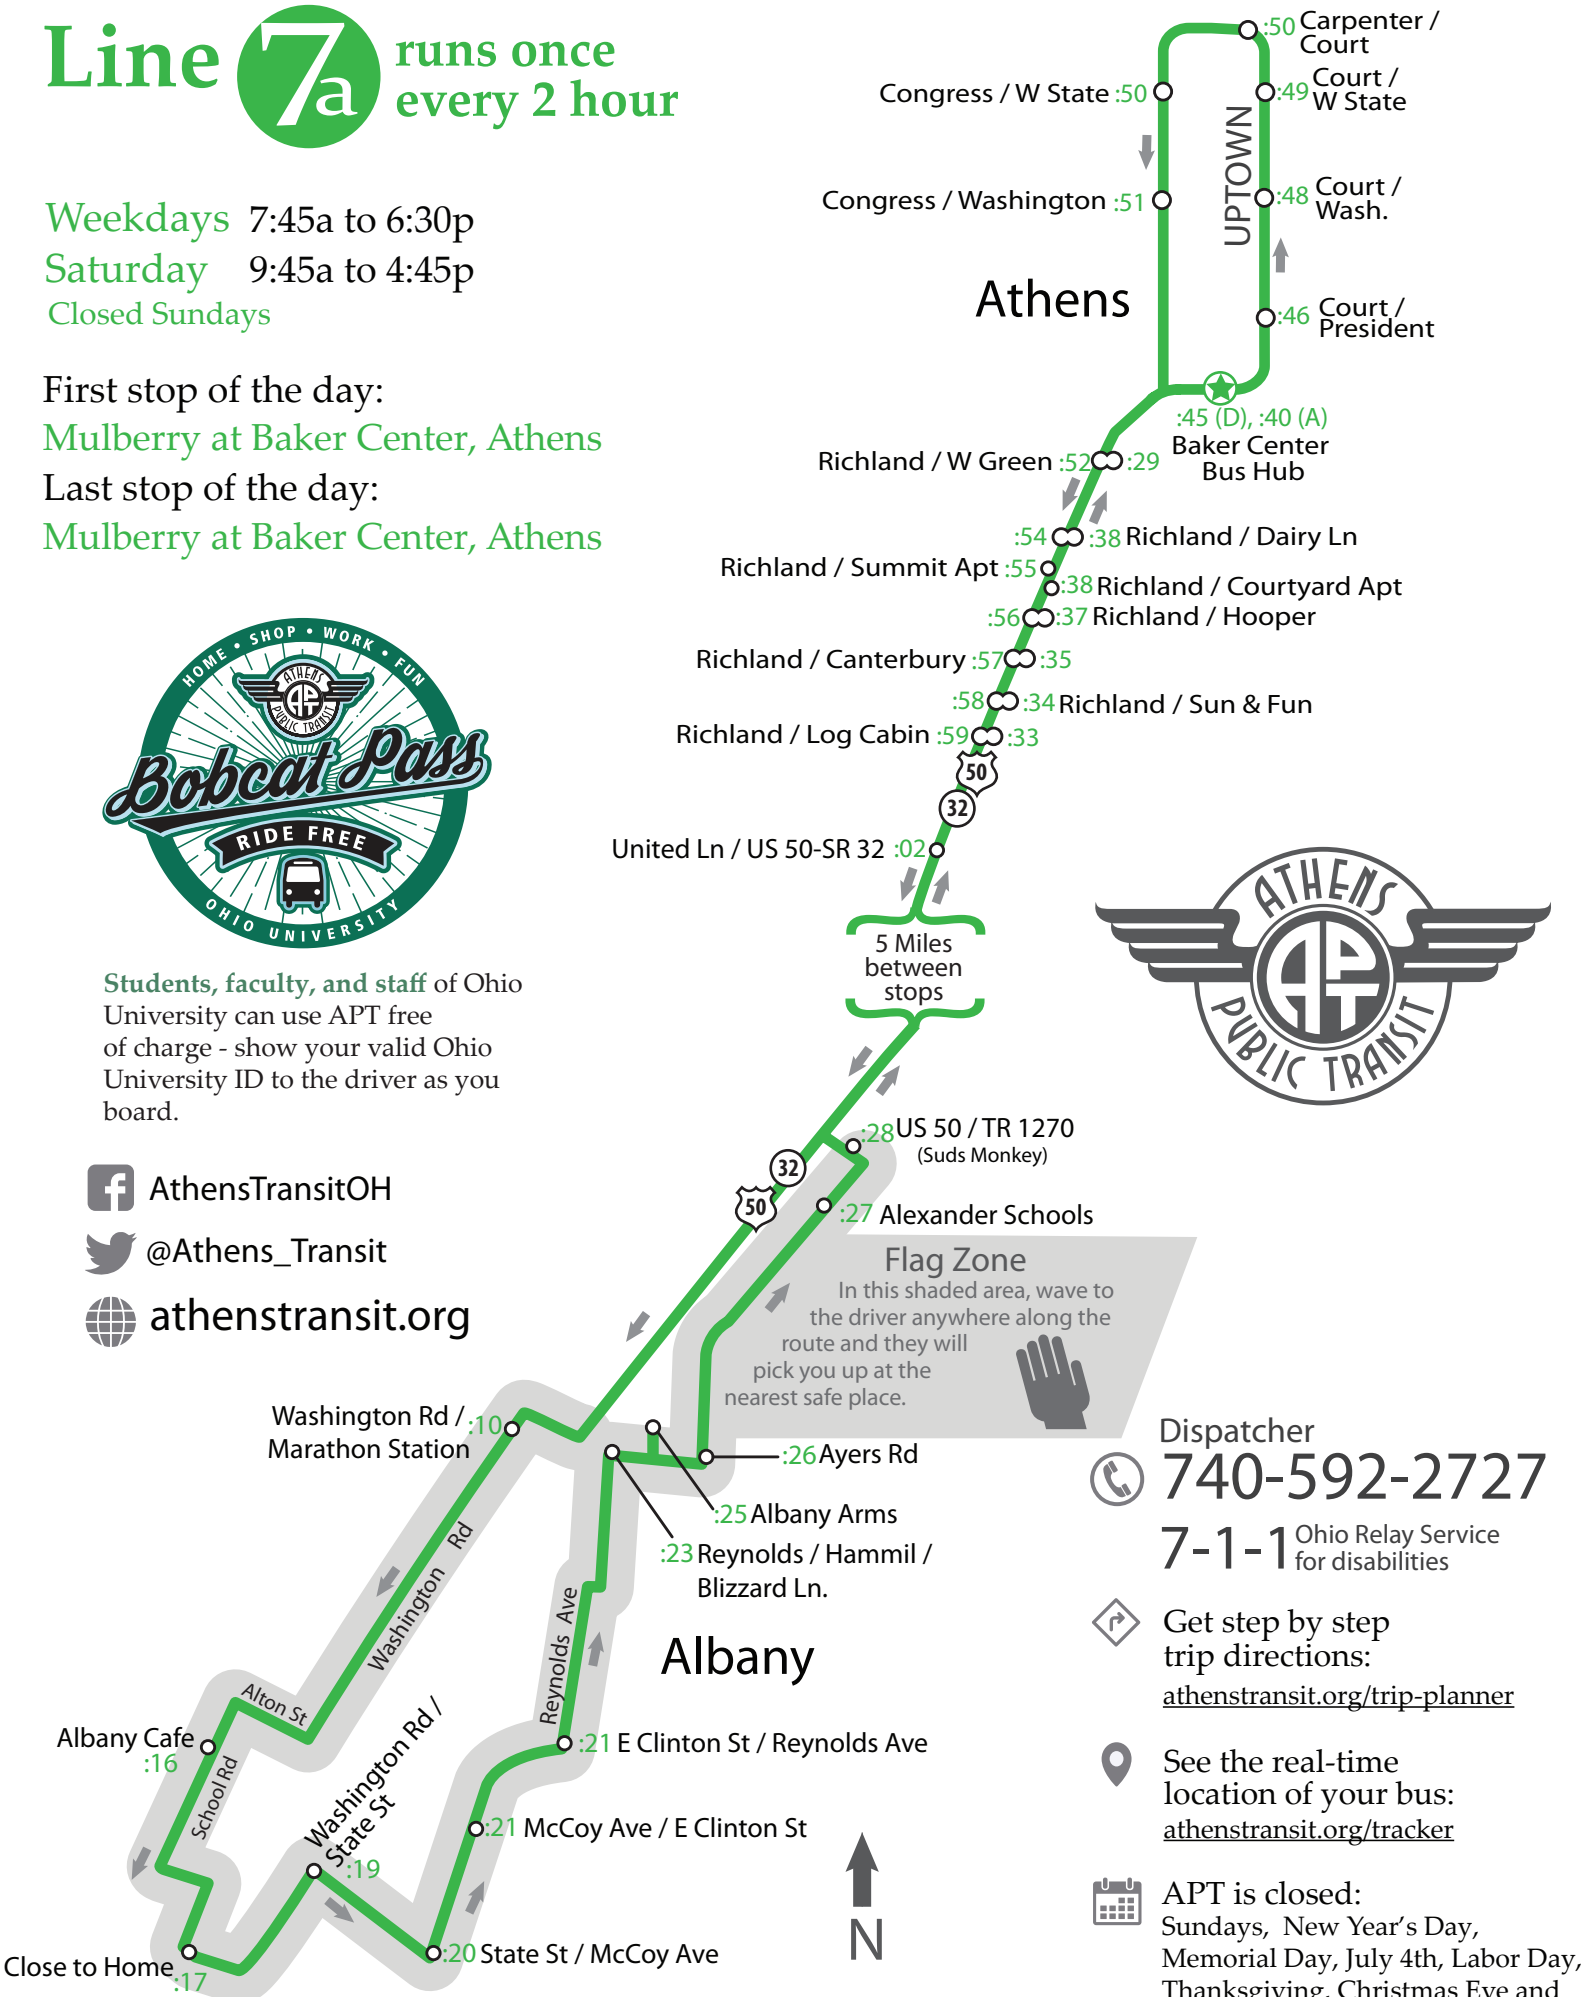 Line 7a runs once
every 2 hour
Weekdays 7:45a to 6:30p
Saturday 9:45a to 4:45p
Closed Sundays
First stop of the day:
Mulberry at Baker Center, Athens
Last stop of the day:
Mulberry at Baker Center, Athens
HOME • SHOP • WORK • FUN
ATHENS
APT
PUBLIC TRANSIT
Bobcat Pass
RIDE FREE
OHIO UNIVERSITY
Students, faculty, and staff of Ohio
University can use APT free
of charge - show your valid Ohio
University ID to the driver as you
board.
AthensTransitOH
@Athens_Transit
athenstransit.org
:50 Carpenter /
Court
Congress / W State :50
:49 Court /
W State
UPTOWN
Congress / Washington :51
:48 Court /
Wash.
Athens
:46 Court /
President
:45 (D), :40 (A)
Baker Center
Bus Hub
Richland / W Green :52 :29
:54 :38 Richland / Dairy Ln
Richland / Summit Apt :55
:38 Richland / Courtyard Apt
:56 :37 Richland / Hooper
Richland / Canterbury :57 :35
:58 :34 Richland / Sun & Fun
Richland / Log Cabin :59 :33
50
32
United Ln / US 50-SR 32 :02
5 Miles
between
stops
ATHENS
APT
PUBLIC TRANSIT
:28 US 50 / TR 1270
(Suds Monkey)
32
50
:27 Alexander Schools
Flag Zone
In this shaded area, wave to
the driver anywhere along the
route and they will
pick you up at the
nearest safe place.
Washington Rd / :10
Marathon Station
:26 Ayers Rd
:25 Albany Arms
:23 Reynolds / Hammil /
Blizzard Ln.
Washington Rd
Reynolds Ave
Albany
Alton St
Albany Cafe
:16
School Rd
Washington Rd /
State St
:19
:21 E Clinton St / Reynolds Ave
:21 McCoy Ave / E Clinton St
:20 State St / McCoy Ave
Close to Home
:17
N
Dispatcher
740-592-2727
7-1-1 Ohio Relay Service
for disabilities
Get step by step
trip directions:
athenstransit.org/trip-planner
See the real-time
location of your bus:
athenstransit.org/tracker
APT is closed:
Sundays, New Year's Day,
Memorial Day, July 4th, Labor Day,
Thanksgiving, Christmas Eve and